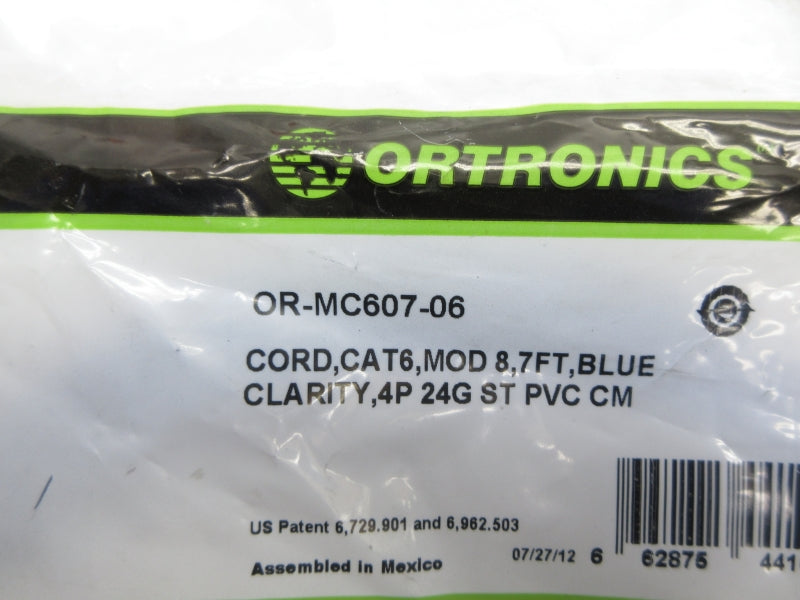 ORTRONICS
OR-MC607-06
CORD,CAT6,MOD 8,7FT,BLUE
CLARITY,4P 24G ST PVC CM
US Patent 6,729.901 and 6,962.503
Assembled in Mexico
07/27/12
6 62875 441